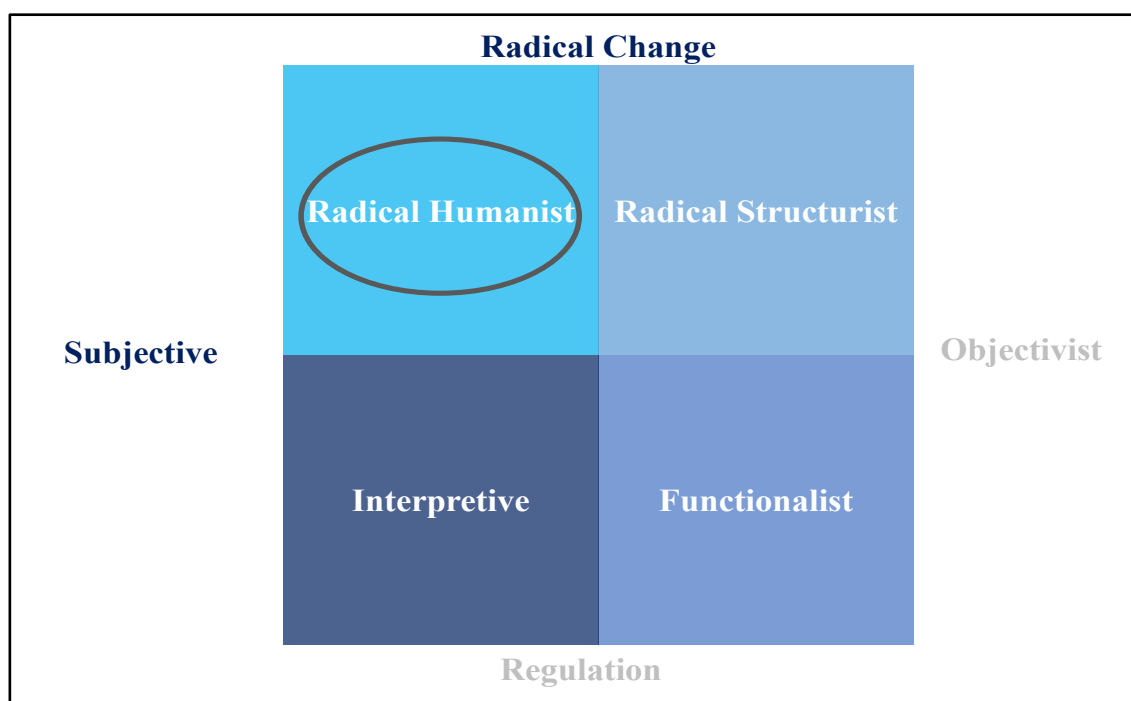 Radical Change
Radical Humanist
Radical Structurist
Subjective
Objectivist
Interpretive
Functionalist
Regulation